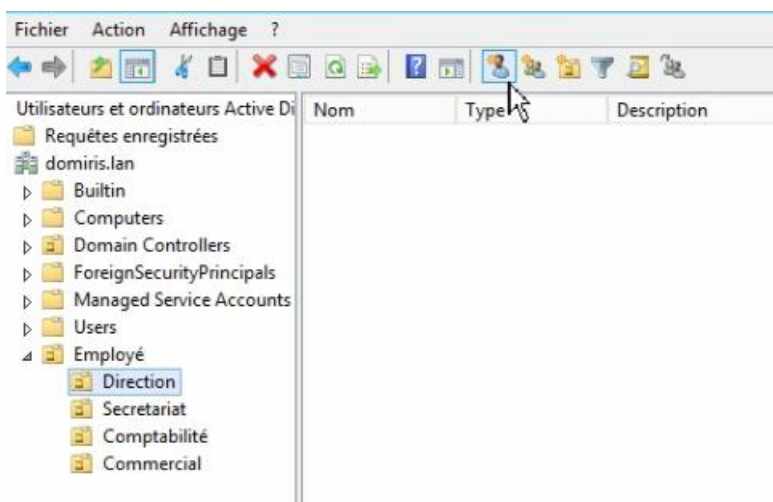 Fichier Action Affichage ?
Utilisateurs et ordinateurs Active Di
Nom Type Description
Requêtes enregistrées
domiris.lan
Builtin
Computers
Domain Controllers
ForeignSecurityPrincipals
Managed Service Accounts
Users
Employé
Direction
Secretariat
Comptabilité
Commercial